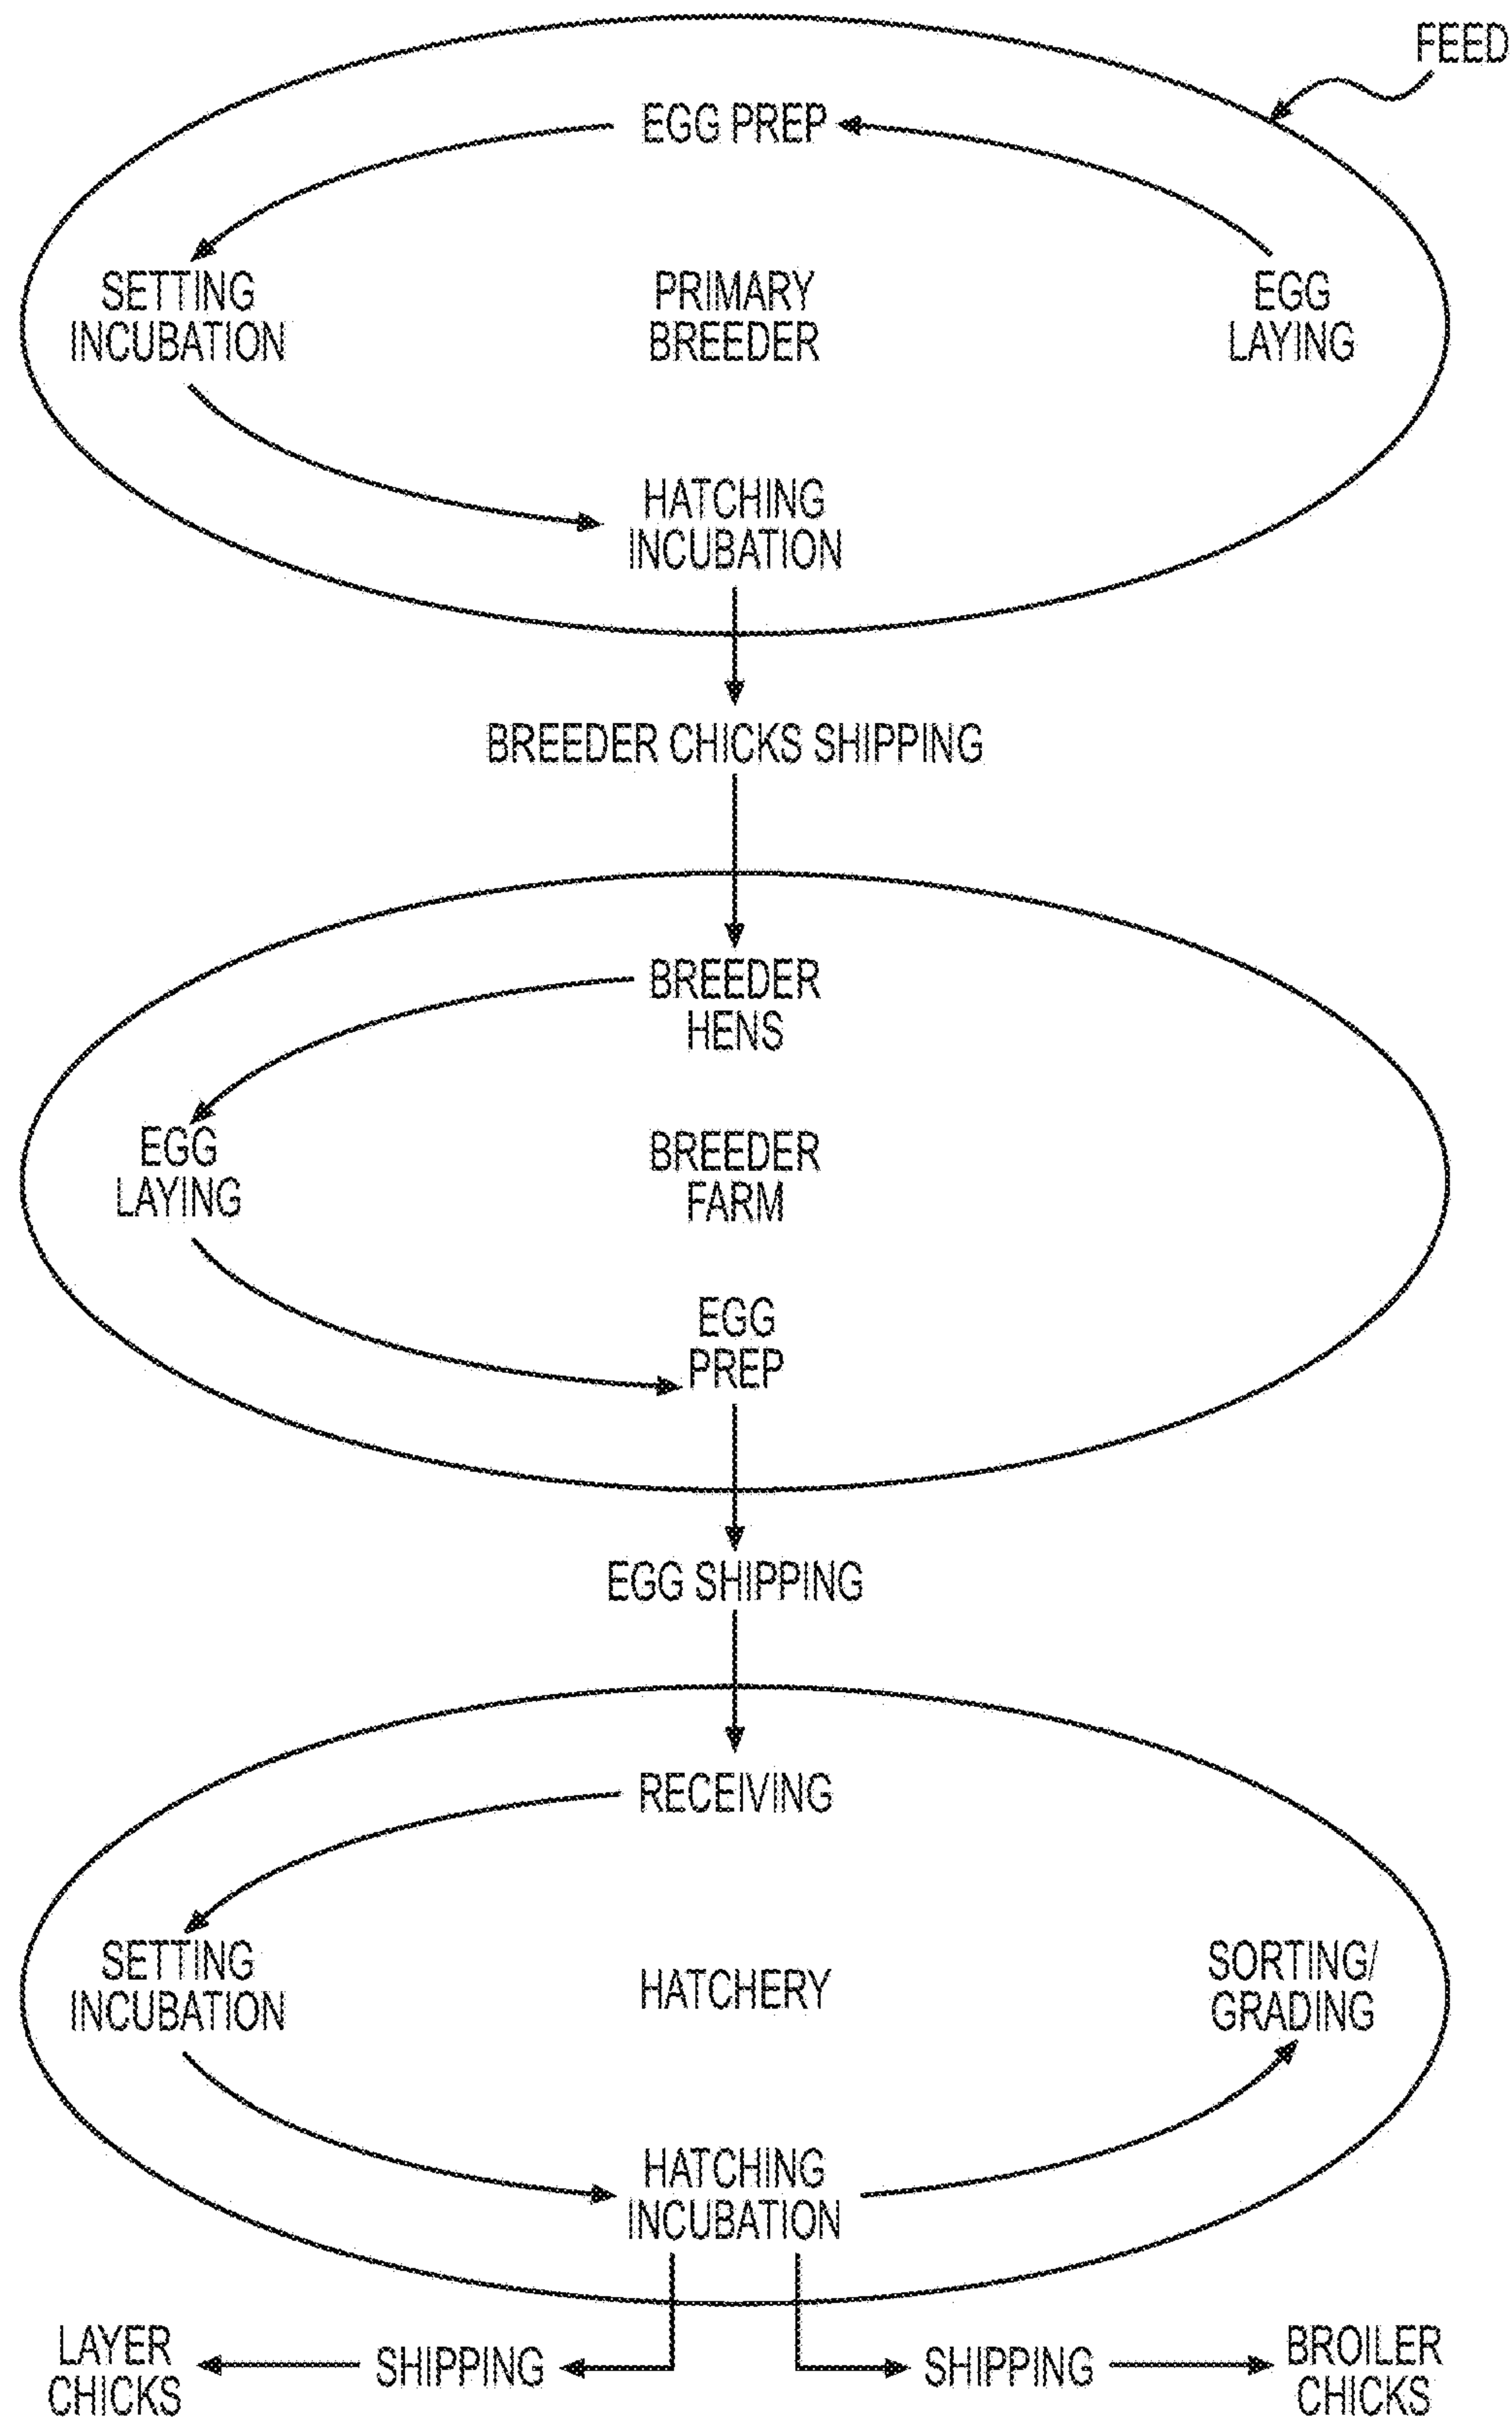 FEED
EGG PREP
SETTING
INCUBATION
PRIMARY
BREEDER
EGG
LAYING
HATCHING
INCUBATION
BREEDER CHICKS SHIPPING
BREEDER
HENS
EGG
LAYING
BREEDER
FARM
EGG
PREP
EGG SHIPPING
RECEIVING
SETTING
INCUBATION
HATCHERY
SORTING/
GRADING
HATCHING
INCUBATION
LAYER
CHICKS
SHIPPING
SHIPPING
BROILER
CHICKS